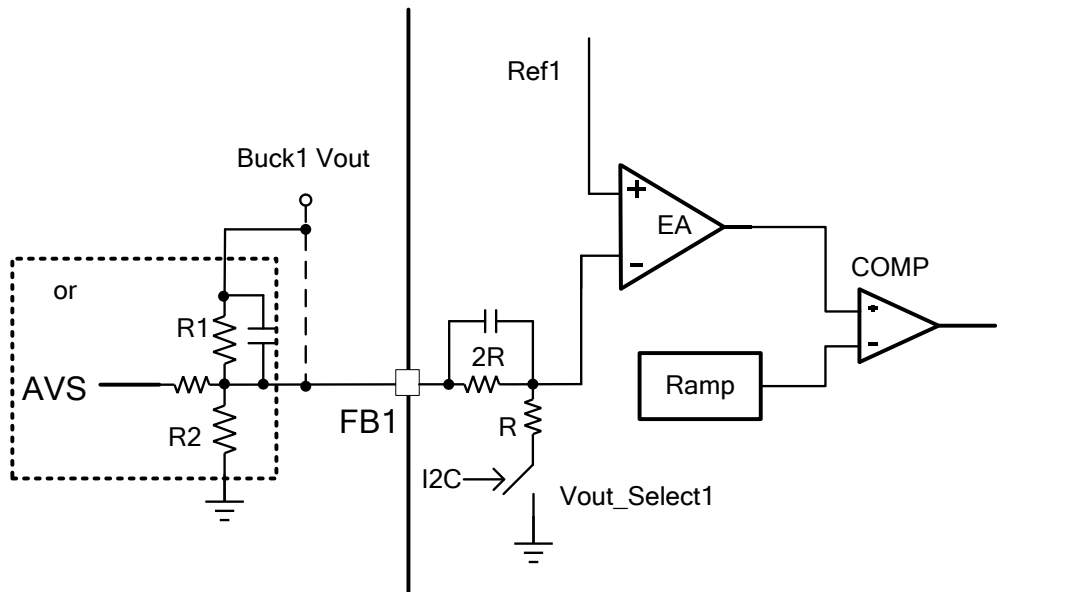 Ref1
Buck1 Vout
+
EA
-
COMP
or
R1
+
-
2R
Ramp
AVS
FB1
R
R2
I2C
Vout_Select1